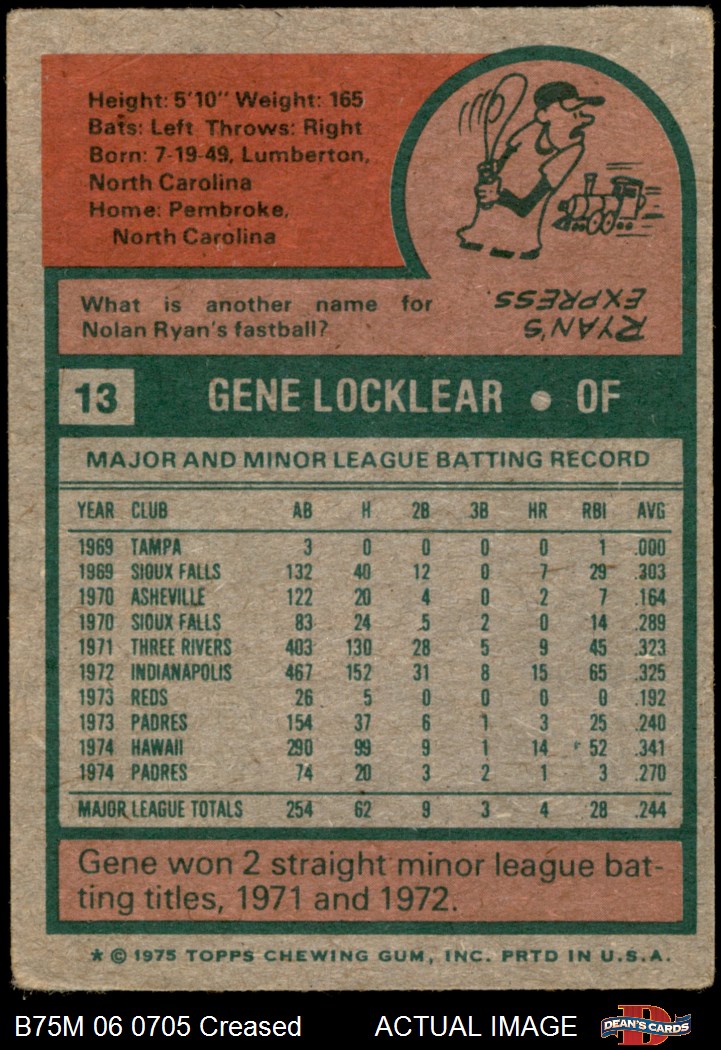 Height: 5'10" Weight: 165
Bats: Left Throws: Right
Born: 7-19-49, Lumberton,
North Carolina
Home: Pembroke,
North Carolina
What is another name for
Nolan Ryan's fastball?
RYAN'S
EXPRESS.
13 GENE LOCKLEAR • OF
MAJOR AND MINOR LEAGUE BATTING RECORD
YEAR CLUB AB H 2B 3B HR RBI AVG
1969 TAMPA 3 0 0 0 0 1 .000
1969 SIOUX FALLS 132 40 12 0 7 29 .303
1970 ASHEVILLE 122 20 4 0 2 7 .164
1970 SIOUX FALLS 83 24 5 2 0 14 .289
1971 THREE RIVERS 403 130 28 5 9 45 .323
1972 INDIANAPOLIS 467 152 31 8 15 65 .325
1973 REDS 26 5 0 0 0 0 .192
1973 PADRES 154 37 6 1 3 25 .240
1974 HAWAII 290 99 9 1 14 52 .341
1974 PADRES 74 20 3 2 1 3 .270
MAJOR LEAGUE TOTALS 254 62 9 3 4 28 .244
Gene won 2 straight minor league bat-
ting titles, 1971 and 1972.
* © 1975 TOPPS CHEWING GUM, INC. PRTD IN U.S.A.
B75M 06 0705 Creased ACTUAL IMAGE D DEAN'S CARDS